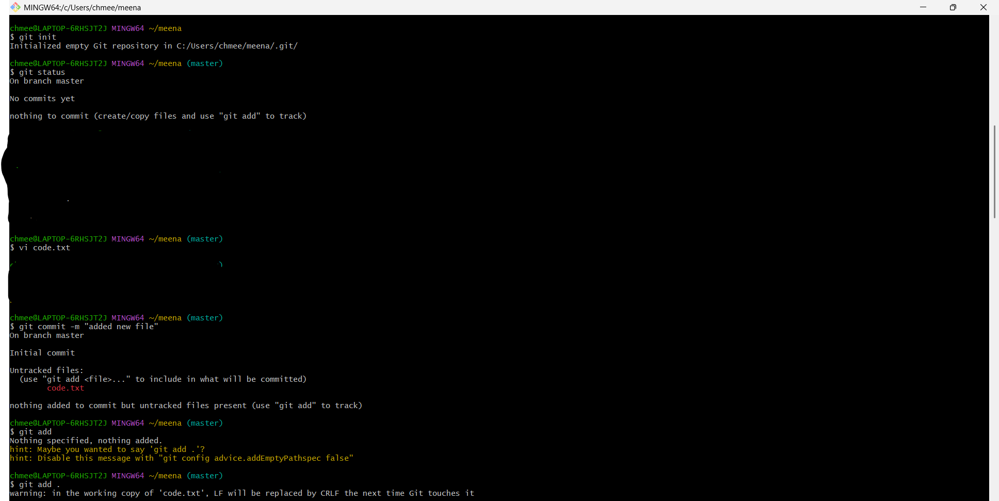 MINGW64:/c/Users/chmee/meena
chmee@LAPTOP-6RHSJT2J MINGW64 ~/meena
$ git init
Initialized empty Git repository in C:/Users/chmee/meena/.git/
chmee@LAPTOP-6RHSJT2J MINGW64 ~/meena (master)
$ git status
On branch master
No commits yet
nothing to commit (create/copy files and use "git add" to track)
chmee@LAPTOP-6RHSJT2J MINGW64 ~/meena (master)
$ vi code.txt
chmee@LAPTOP-6RHSJT2J MINGW64 ~/meena (master)
$ git commit -m "added new file"
On branch master
Initial commit
Untracked files:
  (use "git add <file>..." to include in what will be committed)
        code.txt
nothing added to commit but untracked files present (use "git add" to track)
chmee@LAPTOP-6RHSJT2J MINGW64 ~/meena (master)
$ git add
Nothing specified, nothing added.
hint: Maybe you wanted to say 'git add .'?
hint: Disable this message with "git config advice.addEmptyPathspec false"
chmee@LAPTOP-6RHSJT2J MINGW64 ~/meena (master)
$ git add .
warning: in the working copy of 'code.txt', LF will be replaced by CRLF the next time Git touches it